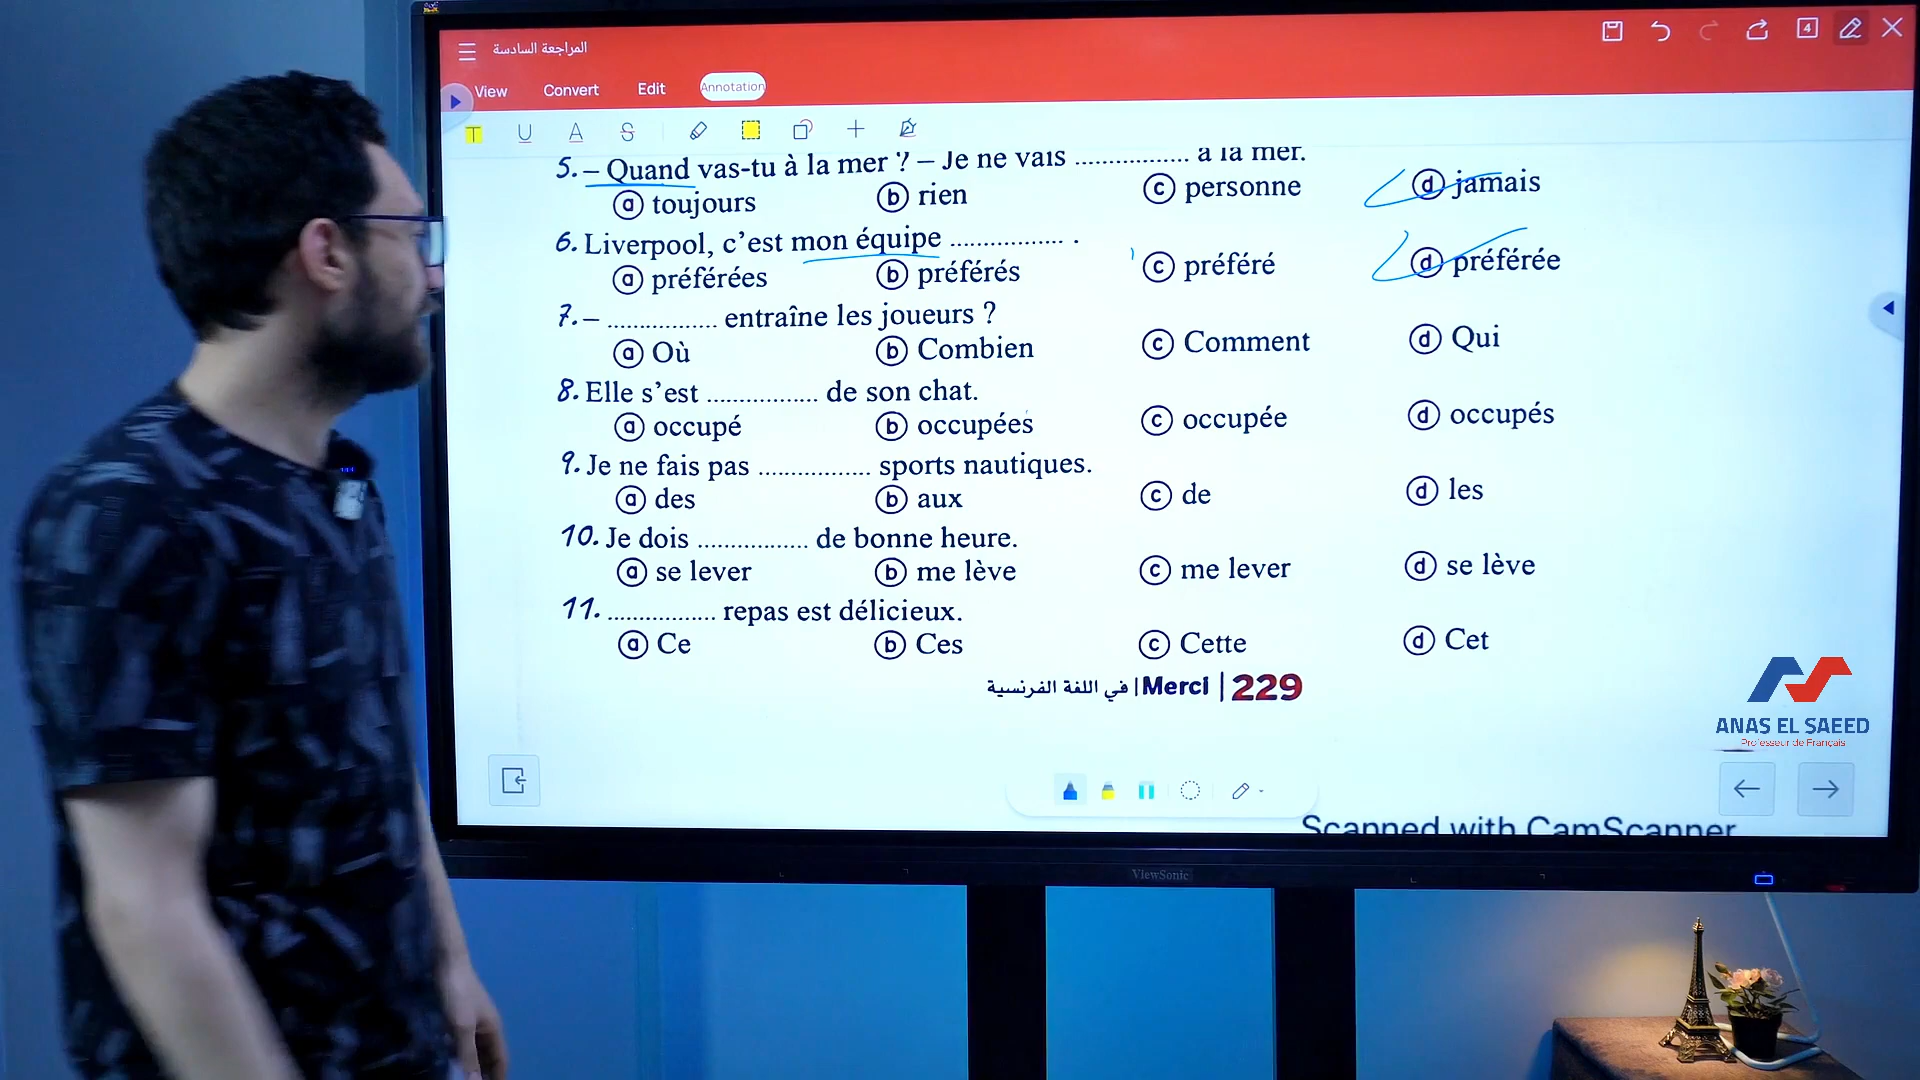 المراجعة السادسة
4
View Convert Edit Annotation
5. – Quand vas-tu à la mer ? – Je ne vais ................. à la mer.
a toujours b rien c personne d jamais
6. Liverpool, c’est mon équipe ................. .
a préférées b préférés c préféré d préférée
7. – ................. entraîne les joueurs ?
a Où b Combien c Comment d Qui
8. Elle s’est ................. de son chat.
a occupé b occupées c occupée d occupés
9. Je ne fais pas ................. sports nautiques.
a des b aux c de d les
10. Je dois ................. de bonne heure.
a se lever b me lève c me lever d se lève
11. ................. repas est délicieux.
a Ce b Ces c Cette d Cet
في اللغة الفرنسية | Merci | 229
ANAS EL SAEED
Professeur de Français
Scanned with CamScanner
ViewSonic